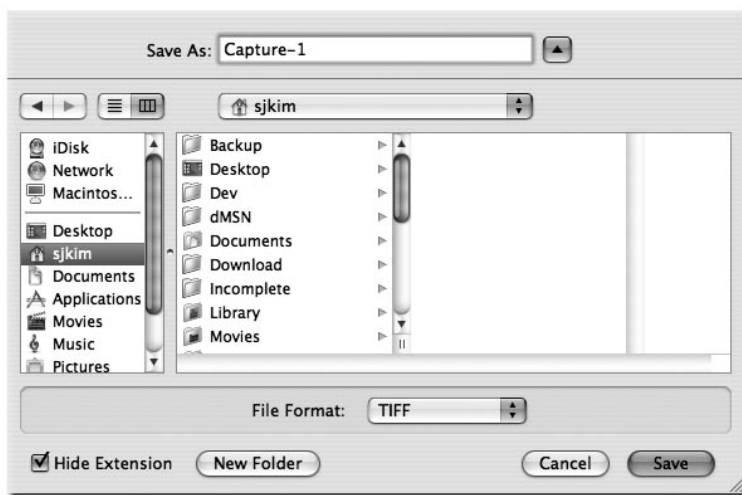 Save As: Capture-1
sjkim
iDisk
Network
Macintos...
Desktop
sjkim
Documents
Applications
Movies
Music
Pictures
Backup
Desktop
Dev
dMSN
Documents
Download
Incomplete
Library
Movies
File Format: TIFF
Hide Extension
New Folder
Cancel
Save